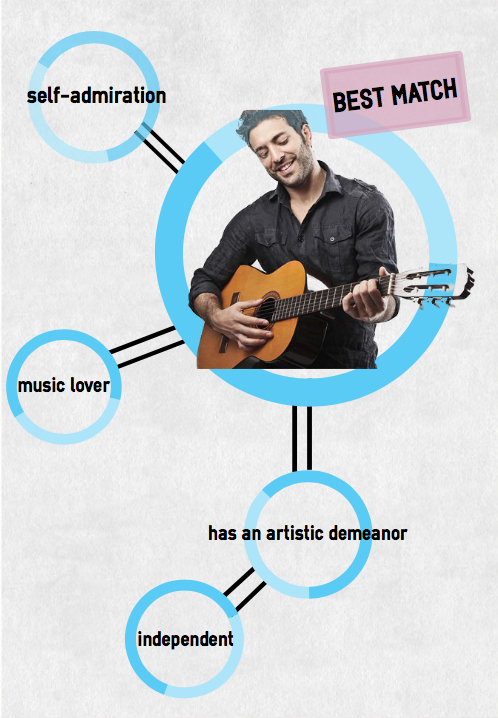 self-admiration
BEST MATCH
music lover
has an artistic demeanor
independent